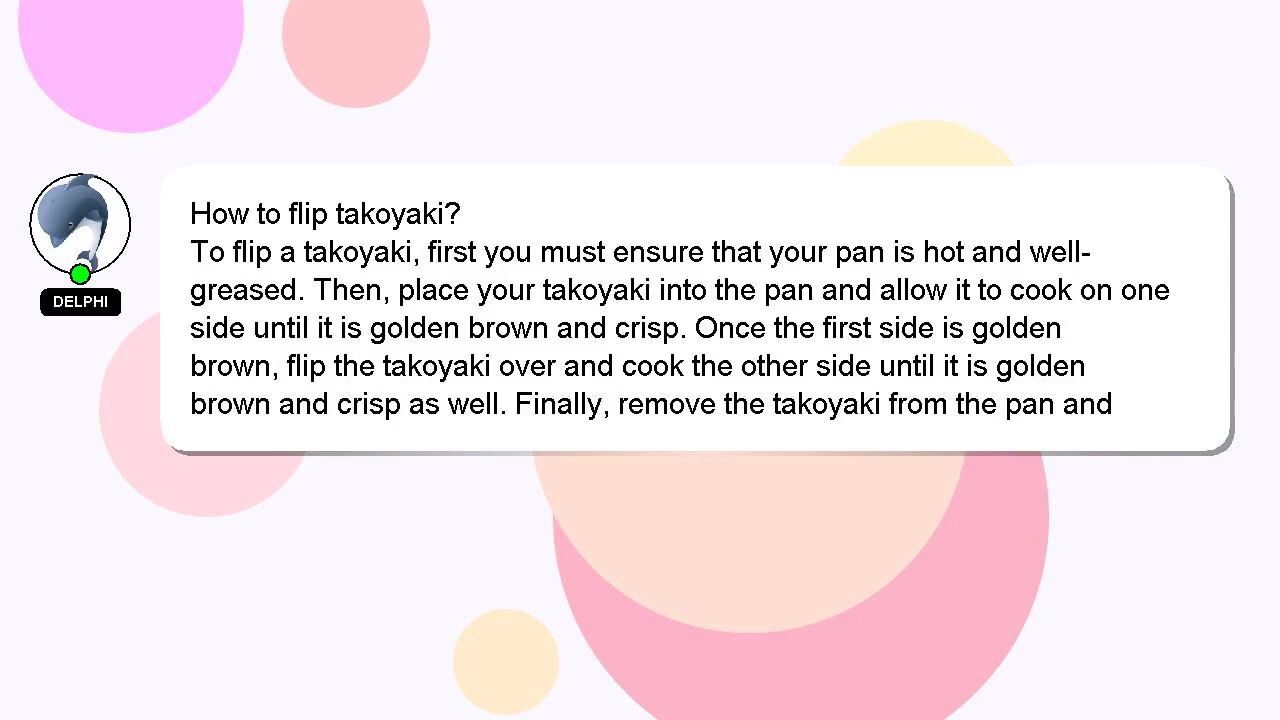 How to flip takoyaki?
To flip a takoyaki, first you must ensure that your pan is hot and well-
greased. Then, place your takoyaki into the pan and allow it to cook on one
side until it is golden brown and crisp. Once the first side is golden
brown, flip the takoyaki over and cook the other side until it is golden
brown and crisp as well. Finally, remove the takoyaki from the pan and
DELPHI